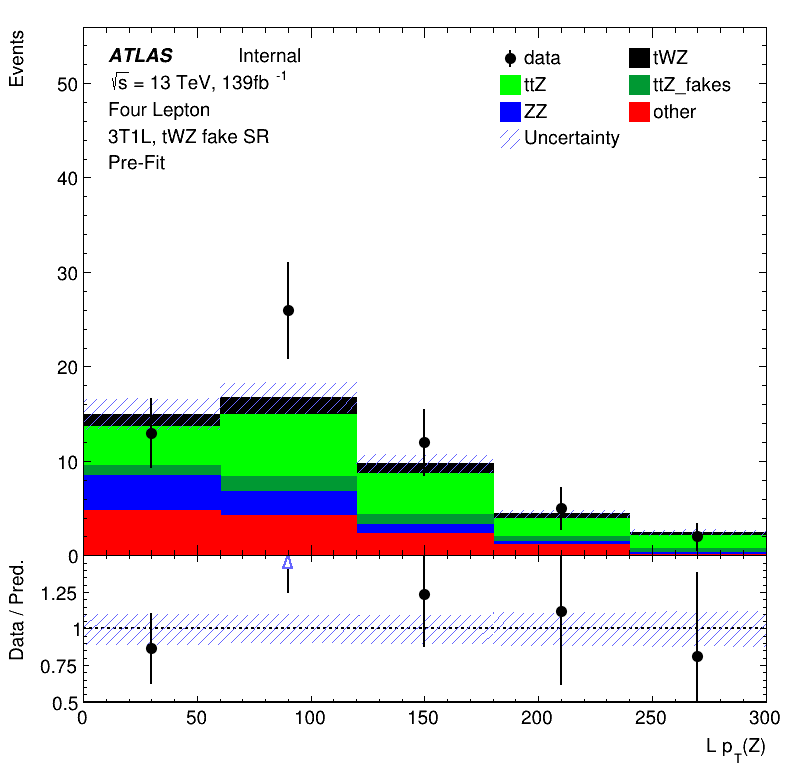 Events
ATLAS Internal
√s = 13 TeV, 139fb -1
Four Lepton
3T1L, tWZ fake SR
Pre-Fit
data
tWZ
ttZ
ttZ_fakes
ZZ
other
Uncertainty
50
40
30
20
10
0
Data / Pred.
1.25
1
0.75
0.5
0 50 100 150 200 250 300
L pT(Z)